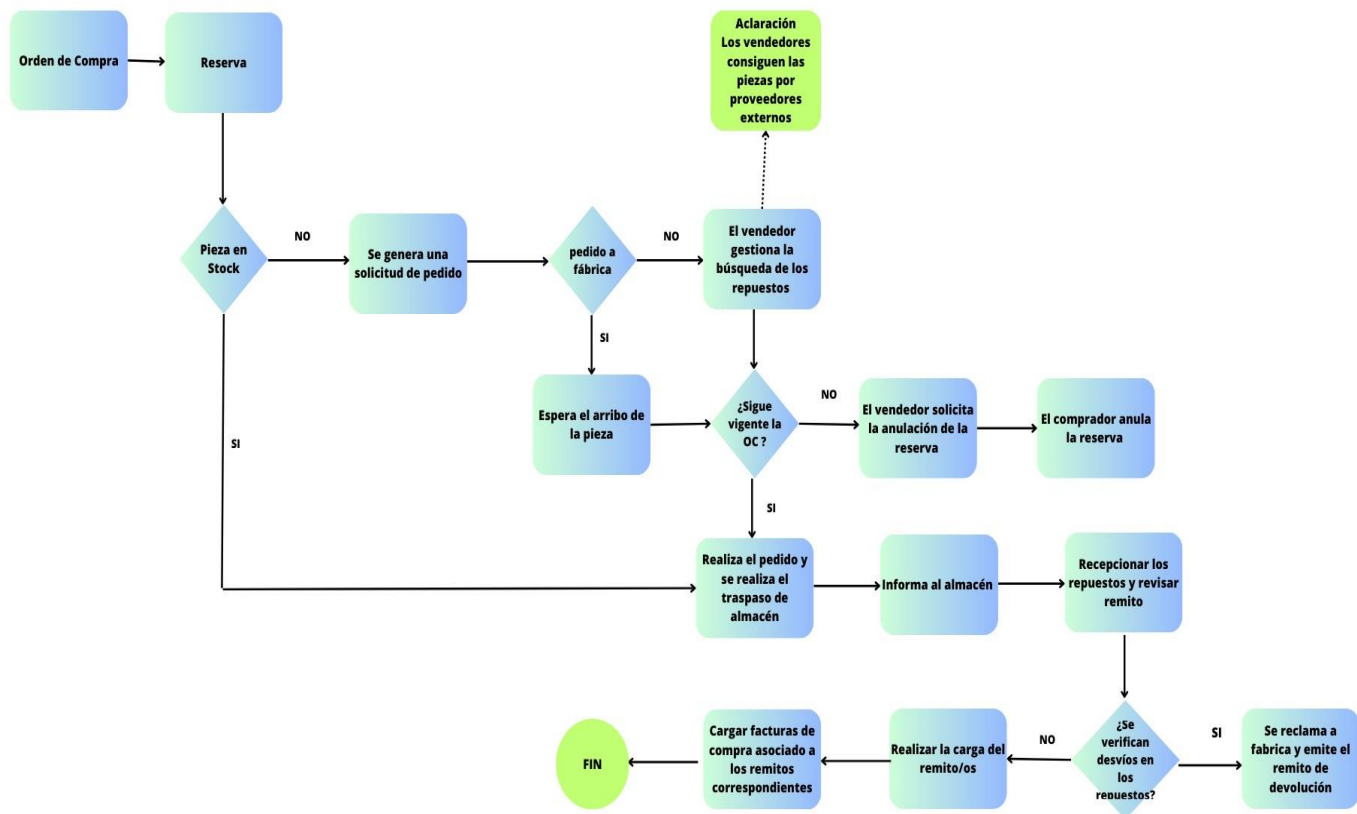 Orden de Compra
Reserva
Aclaración
Los vendedores
consiguen las
piezas por
proveedores
externos
Pieza en
Stock
NO
Se genera una
solicitud de pedido
pedido a
fábrica
NO
El vendedor
gestiona la
búsqueda de los
repuestos
SI
SI
Espera el arribo de
la pieza
¿Sigue
vigente la
OC ?
NO
El vendedor solicita
la anulación de la
reserva
El comprador anula
la reserva
SI
Realiza el pedido y
se realiza el
traspaso de
almacén
Informa al almacén
Recepcionar los
repuestos y revisar
remito
¿Se
verifican
desvíos en
los
repuestos?
SI
Se reclama a
fabrica y emite el
remito de
devolución
NO
Realizar la carga del
remito/os
Cargar facturas de
compra asociado a
los remitos
correspondientes
FIN